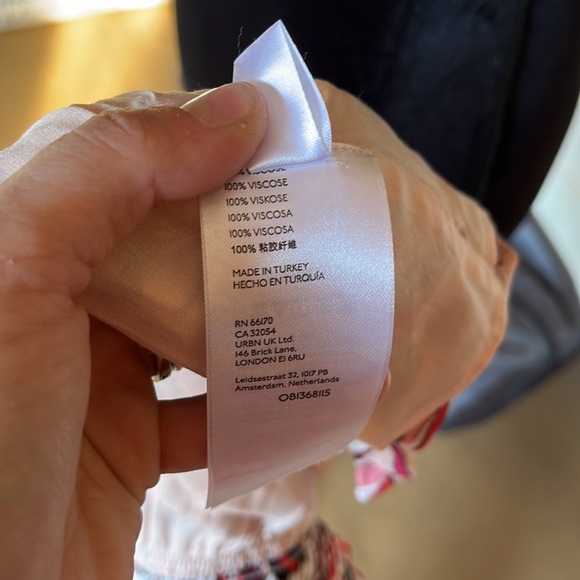 100% VISCOSE
100% VISKOSE
100% VISCOSA
100% VISCOSA
100% 粘胶纤维
MADE IN TURKEY
HECHO EN TURQUÍA
RN 66170
CA 32054
URBN UK Ltd.
146 Brick Lane,
LONDON E1 6RU
Leidsestraat 32, 1017 PB
Amsterdam, Netherlands
OB1368115